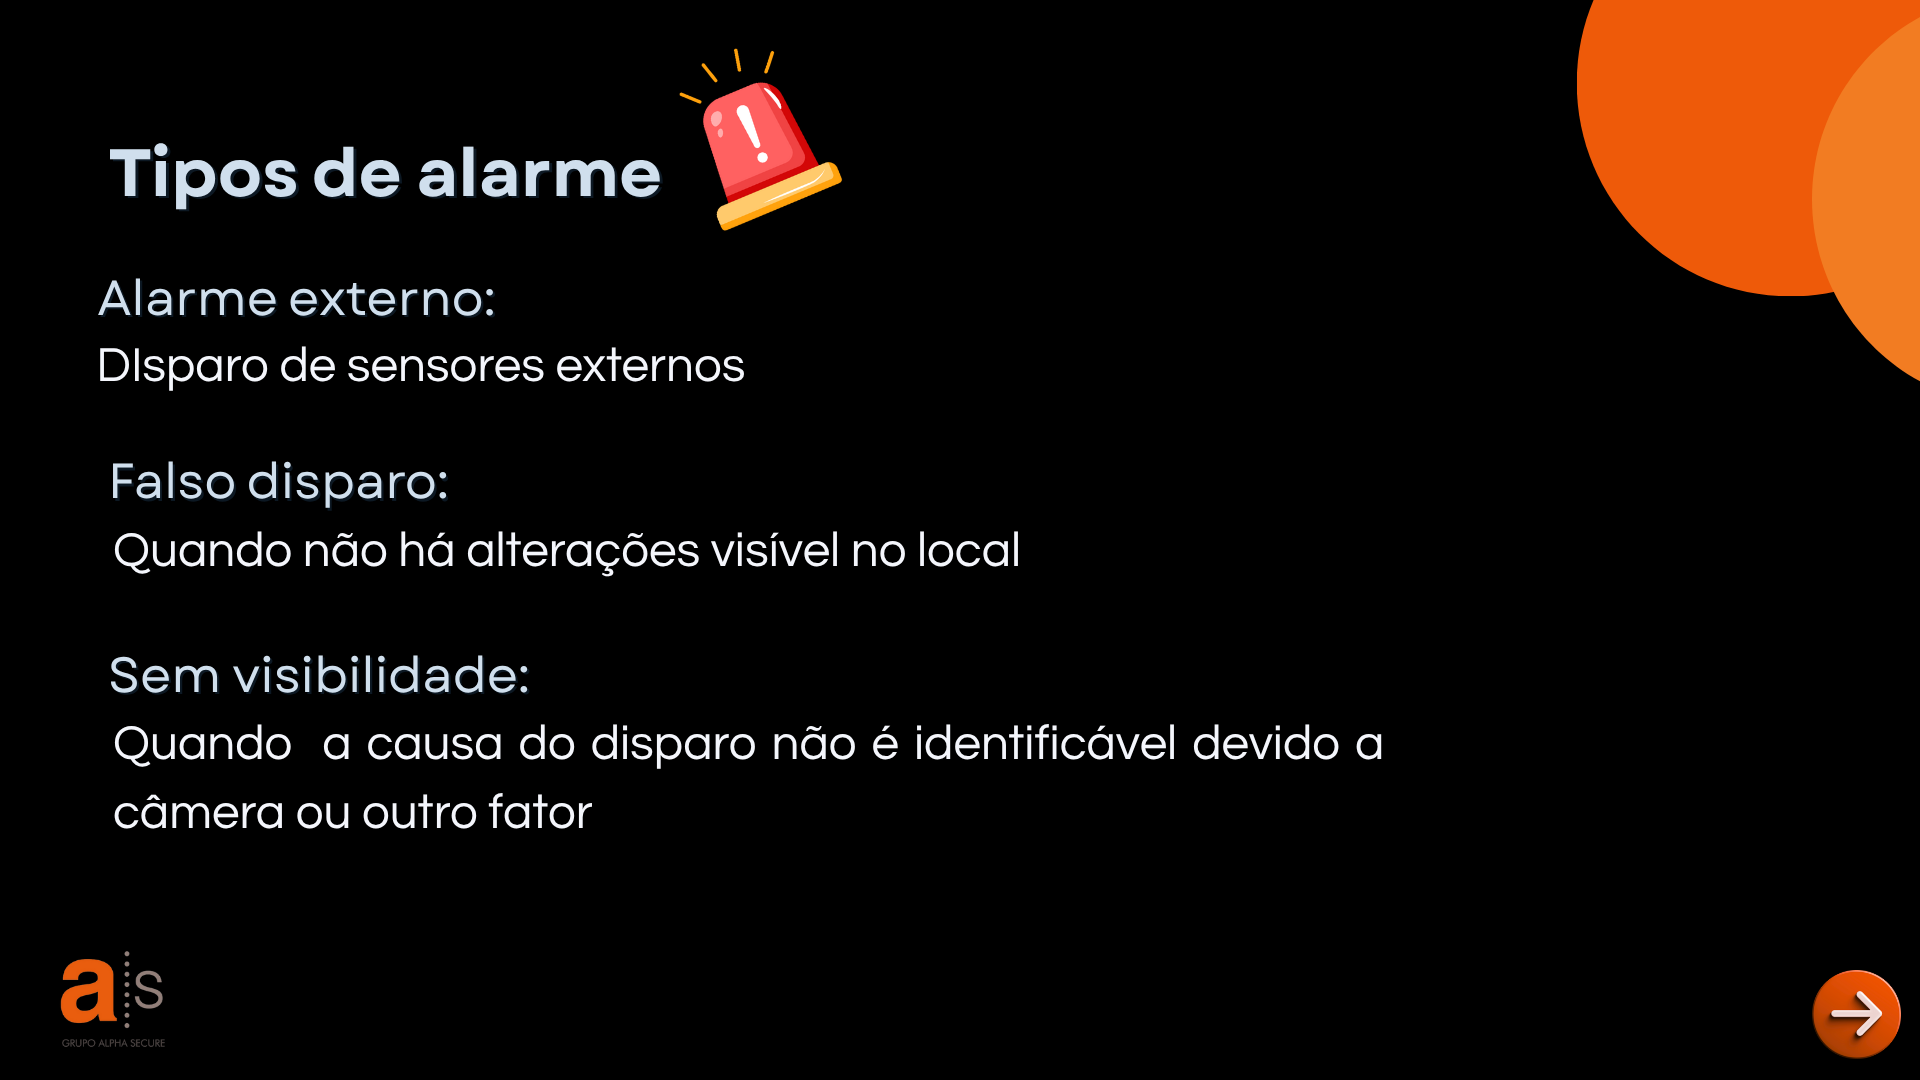 Tipos de alarme
Alarme externo:
DIsparo de sensores externos
Falso disparo:
Quando não há alterações visível no local
Sem visibilidade:
Quando a causa do disparo não é identificável devido a
câmera ou outro fator
a s
GRUPO ALPHA SECURE